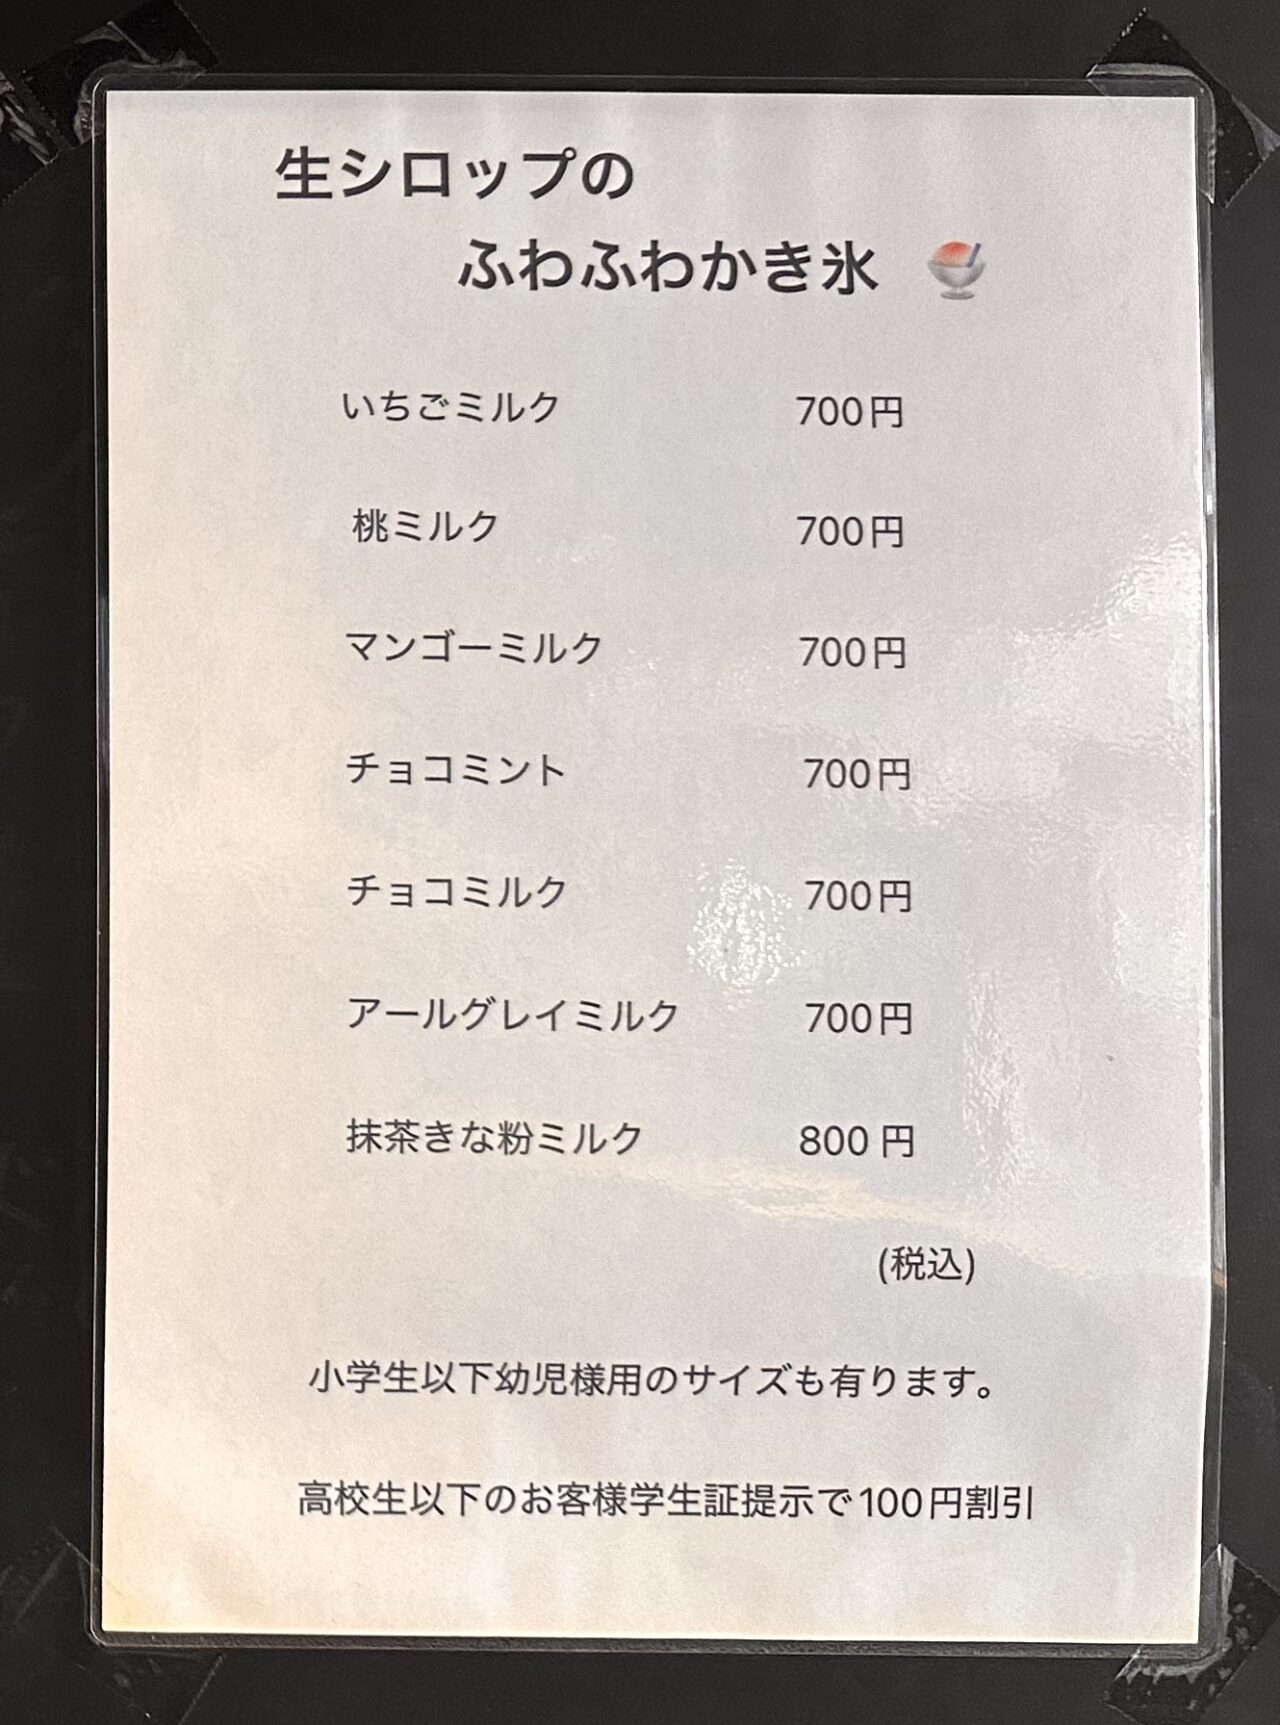 生シロップの
ふわふわかき氷 🍧
いちごミルク 700円
桃ミルク 700円
マンゴーミルク 700円
チョコミント 700円
チョコミルク 700円
アールグレイミルク 700円
抹茶きな粉ミルク 800 円
(税込)
小学生以下幼児様用のサイズも有ります。
高校生以下のお客様学生証提示で100円割引